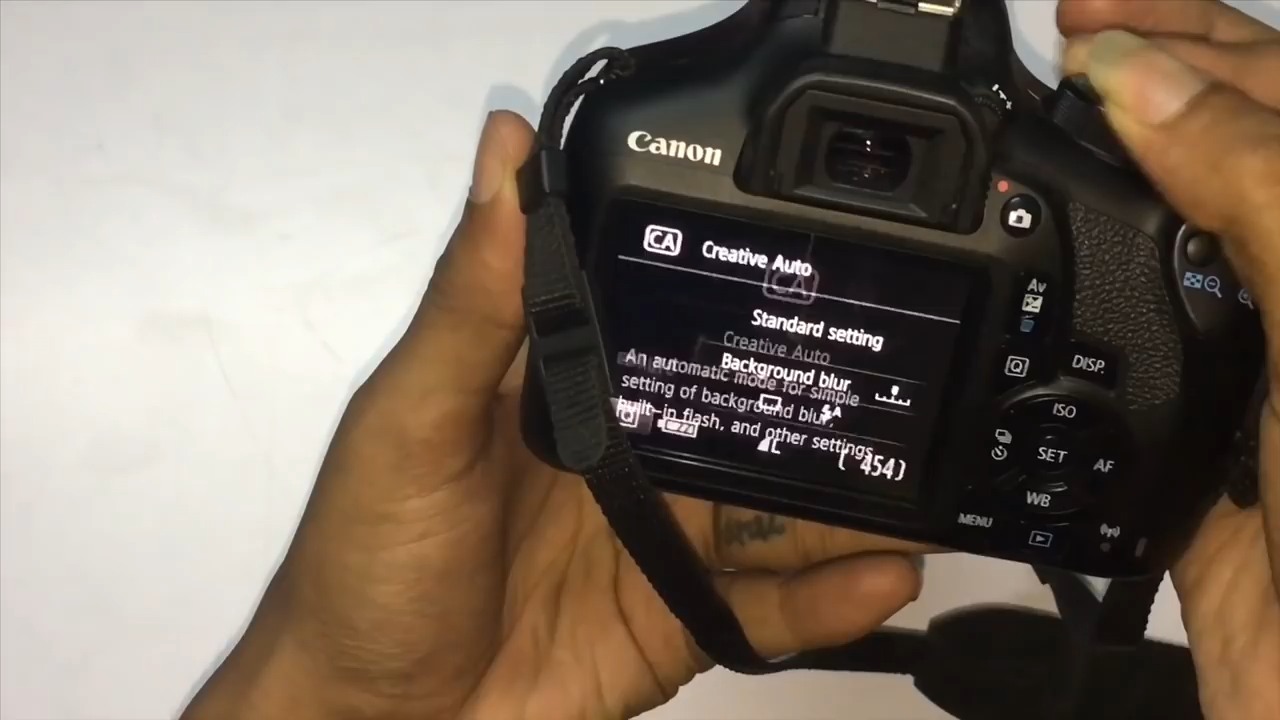 Canon
CA Creative Auto
CA
Standard setting
Creative Auto
Background blur
An automatic mode for simple
setting of background blur,
built-in flash, and other settings
Q
A
L
[ 454]
Av
Q
DISP.
ISO
SET
AF
WB
MENU